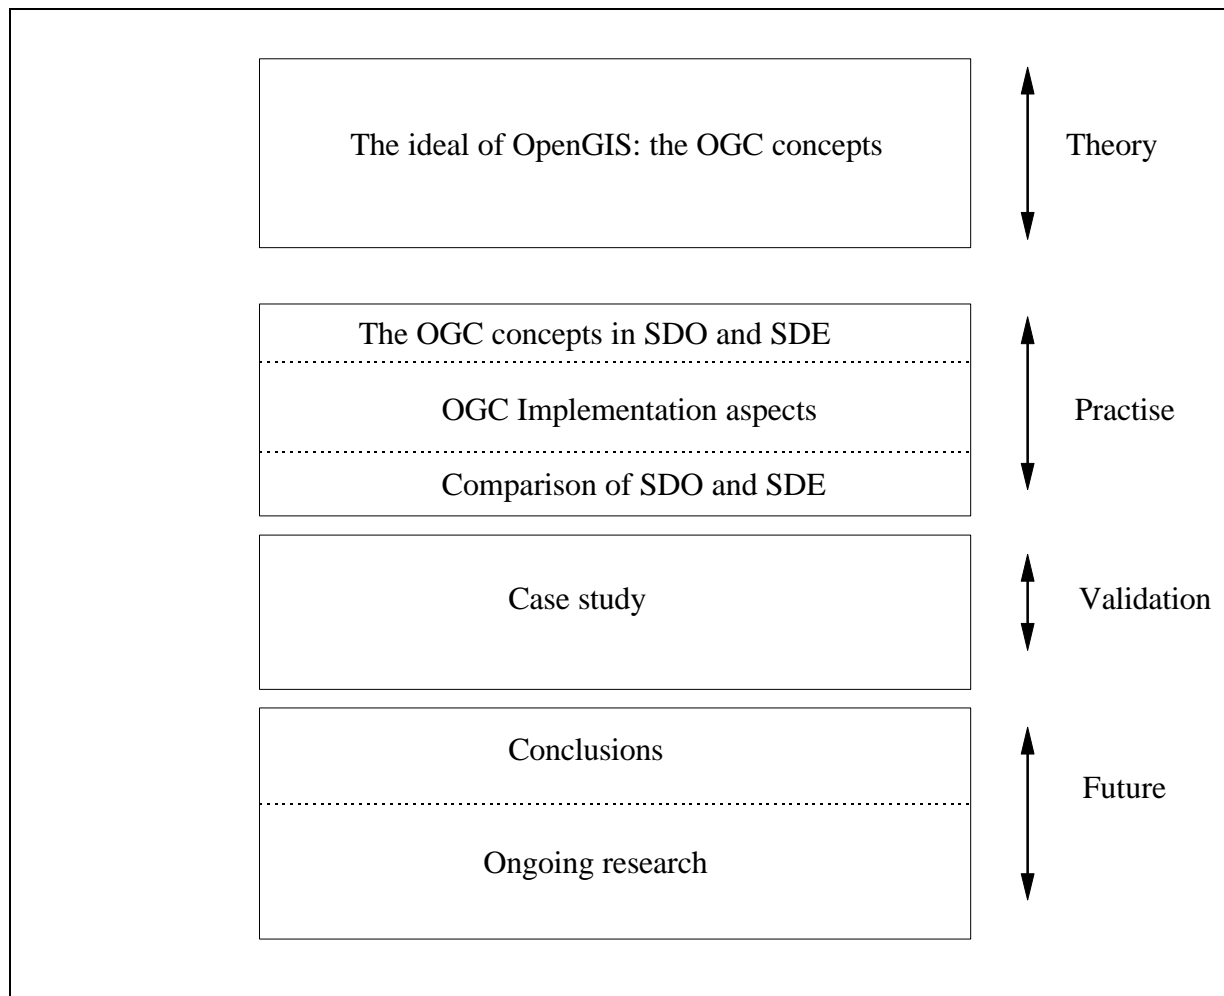 The ideal of OpenGIS: the OGC concepts
Theory
The OGC concepts in SDO and SDE
OGC Implementation aspects
Practise
Comparison of SDO and SDE
Case study
Validation
Conclusions
Future
Ongoing research